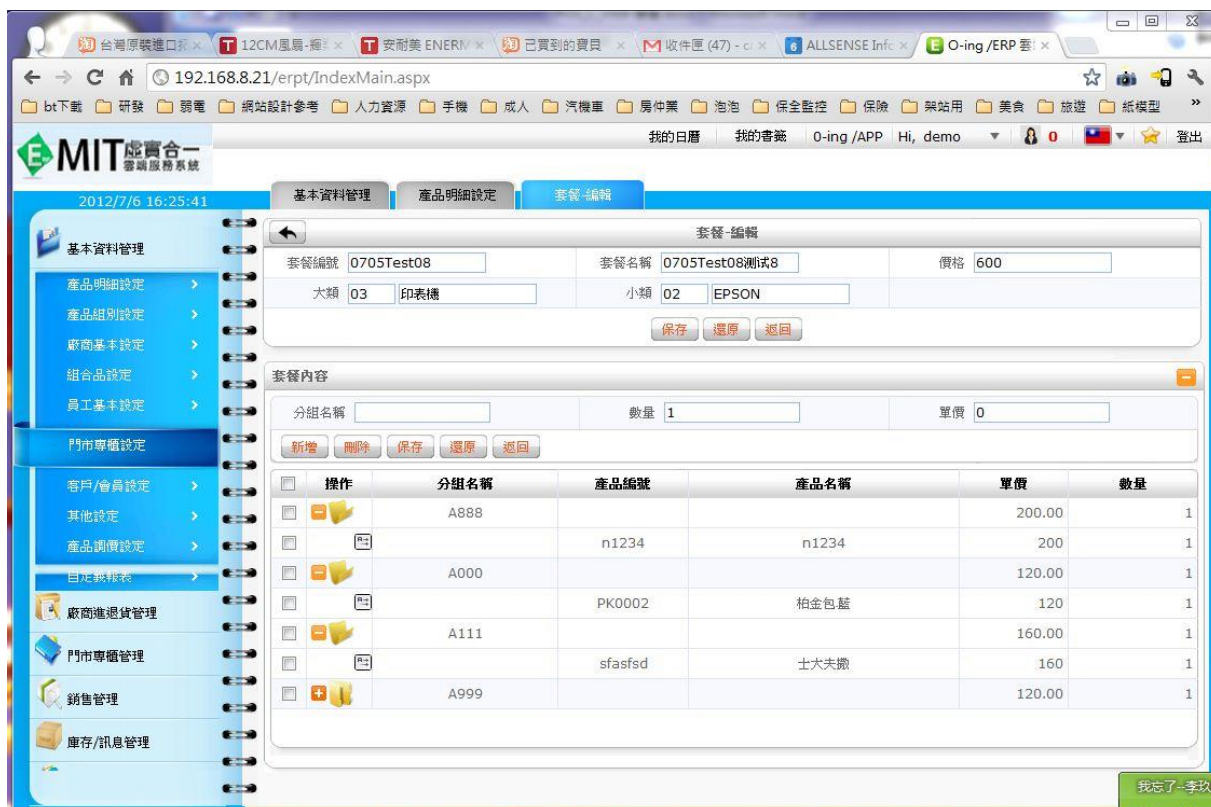 台灣原裝進口
12CM風扇-
安耐美 ENERM
己買到的寶貝
收件匣 (47) - c
ALLSENSE Info
O-ing /ERP 雲
192.168.8.21/erpt/IndexMain.aspx
bt下載 研發 弱電 網站設計參考 人力資源 手機 成人 汽機車 房仲業 泡泡 保全監控 保險 架站用 美食 旅遊 紙模型 »
MIT虛實合一
雲端服務系統
我的日曆 我的書籤 0-ing /APP Hi, demo 0 登出
2012/7/6 16:25:41
基本資料管理 產品明細設定 套餐-編輯
基本資料管理
產品明細設定
產品組別設定
廠商基本設定
組合品設定
員工基本設定
門市專櫃設定
客戶/會員設定
其他設定
產品調價設定
自定義報表
廠商進退貨管理
門市專櫃管理
銷售管理
庫存/訊息管理
套餐-編輯
套餐編號 0705Test08 套餐名稱 0705Test08测试8 價格 600
大類 03 印表機 小類 02 EPSON
保存 還原 返回
套餐內容
分組名稱 數量 1 單價 0
新增 刪除 保存 還原 返回
操作 分組名稱 產品編號 產品名稱 單價 數量
A888 200.00 1
n1234 n1234 200 1
A000 120.00 1
PK0002 柏金包.藍 120 1
A111 160.00 1
sfasfsd 士大夫撒 160 1
A999 120.00 1
我忘了--李玖